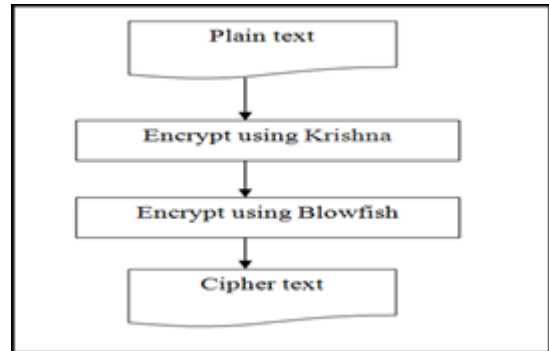 Plain text
Encrypt using Krishna
Encrypt using Blowfish
Cipher text